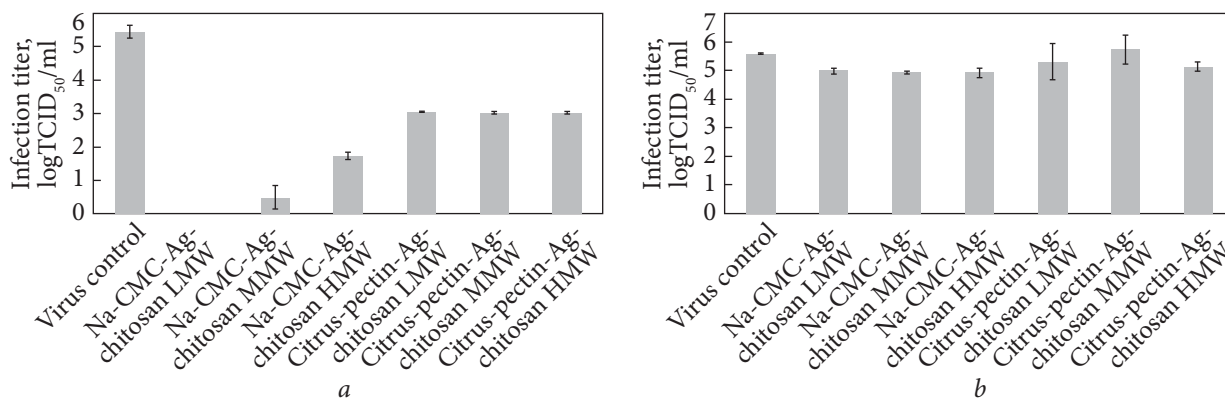 Infection titer,
logTCID50/ml
6
5
4
3
2
1
0
Virus control
Na-CMC-Ag-
chitosan LMW
Na-CMC-Ag-
chitosan MMW
Na-CMC-Ag-
chitosan HMW
Citrus-pectin-Ag-
chitosan LMW
Citrus-pectin-Ag-
chitosan MMW
Citrus-pectin-Ag-
chitosan HMW
a
Infection titer,
logTCID50/ml
7
6
5
4
3
2
1
0
Virus control
Na-CMC-Ag-
chitosan LMW
Na-CMC-Ag-
chitosan MMW
Na-CMC-Ag-
chitosan HMW
Citrus-pectin-Ag-
chitosan LMW
Citrus-pectin-Ag-
chitosan MMW
Citrus-pectin-Ag-
chitosan HMW
b